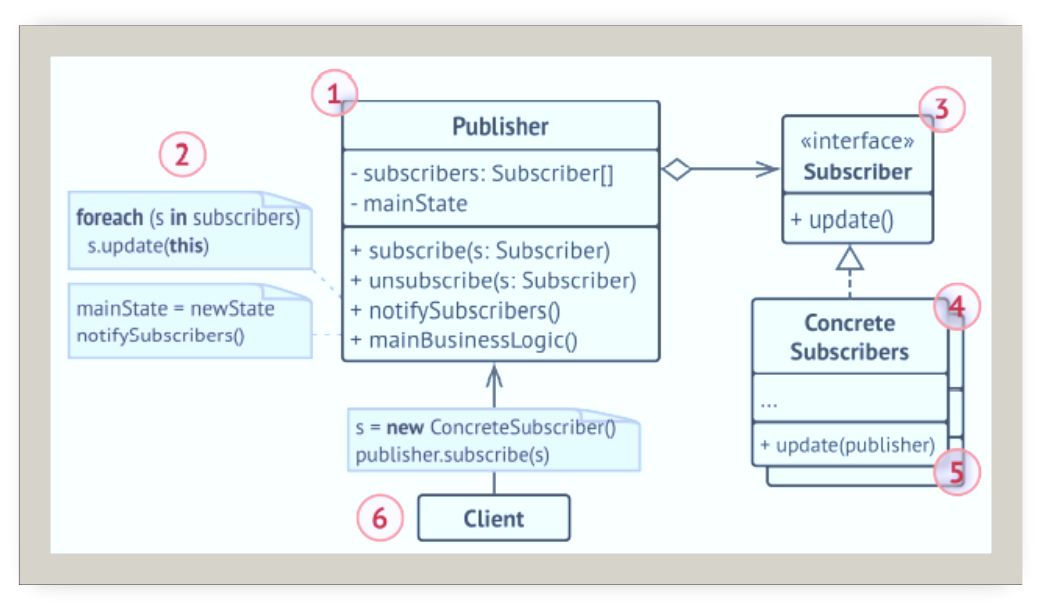 1
Publisher
- subscribers: Subscriber[]
- mainState
+ subscribe(s: Subscriber)
+ unsubscribe(s: Subscriber)
+ notifySubscribers()
+ mainBusinessLogic()
2
foreach (s in subscribers)
s.update(this)
mainState = newState
notifySubscribers()
3
«interface»
Subscriber
+ update()
4
Concrete
Subscribers
...
+ update(publisher)
5
s = new ConcreteSubscriber()
publisher.subscribe(s)
6
Client